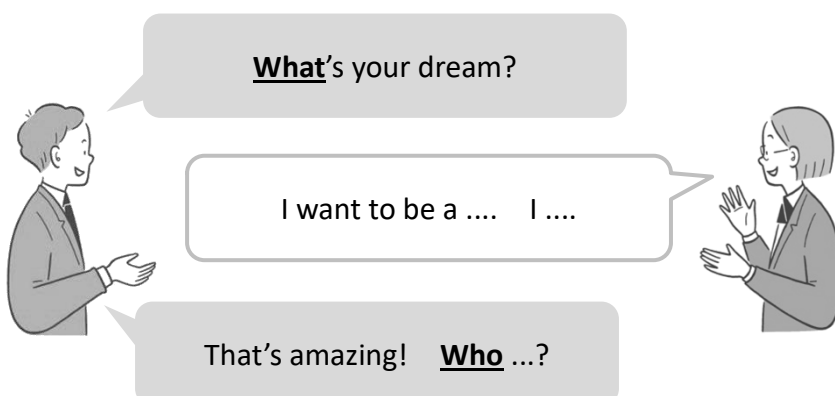 What's your dream?
I want to be a .... I ....
That's amazing! Who ...?